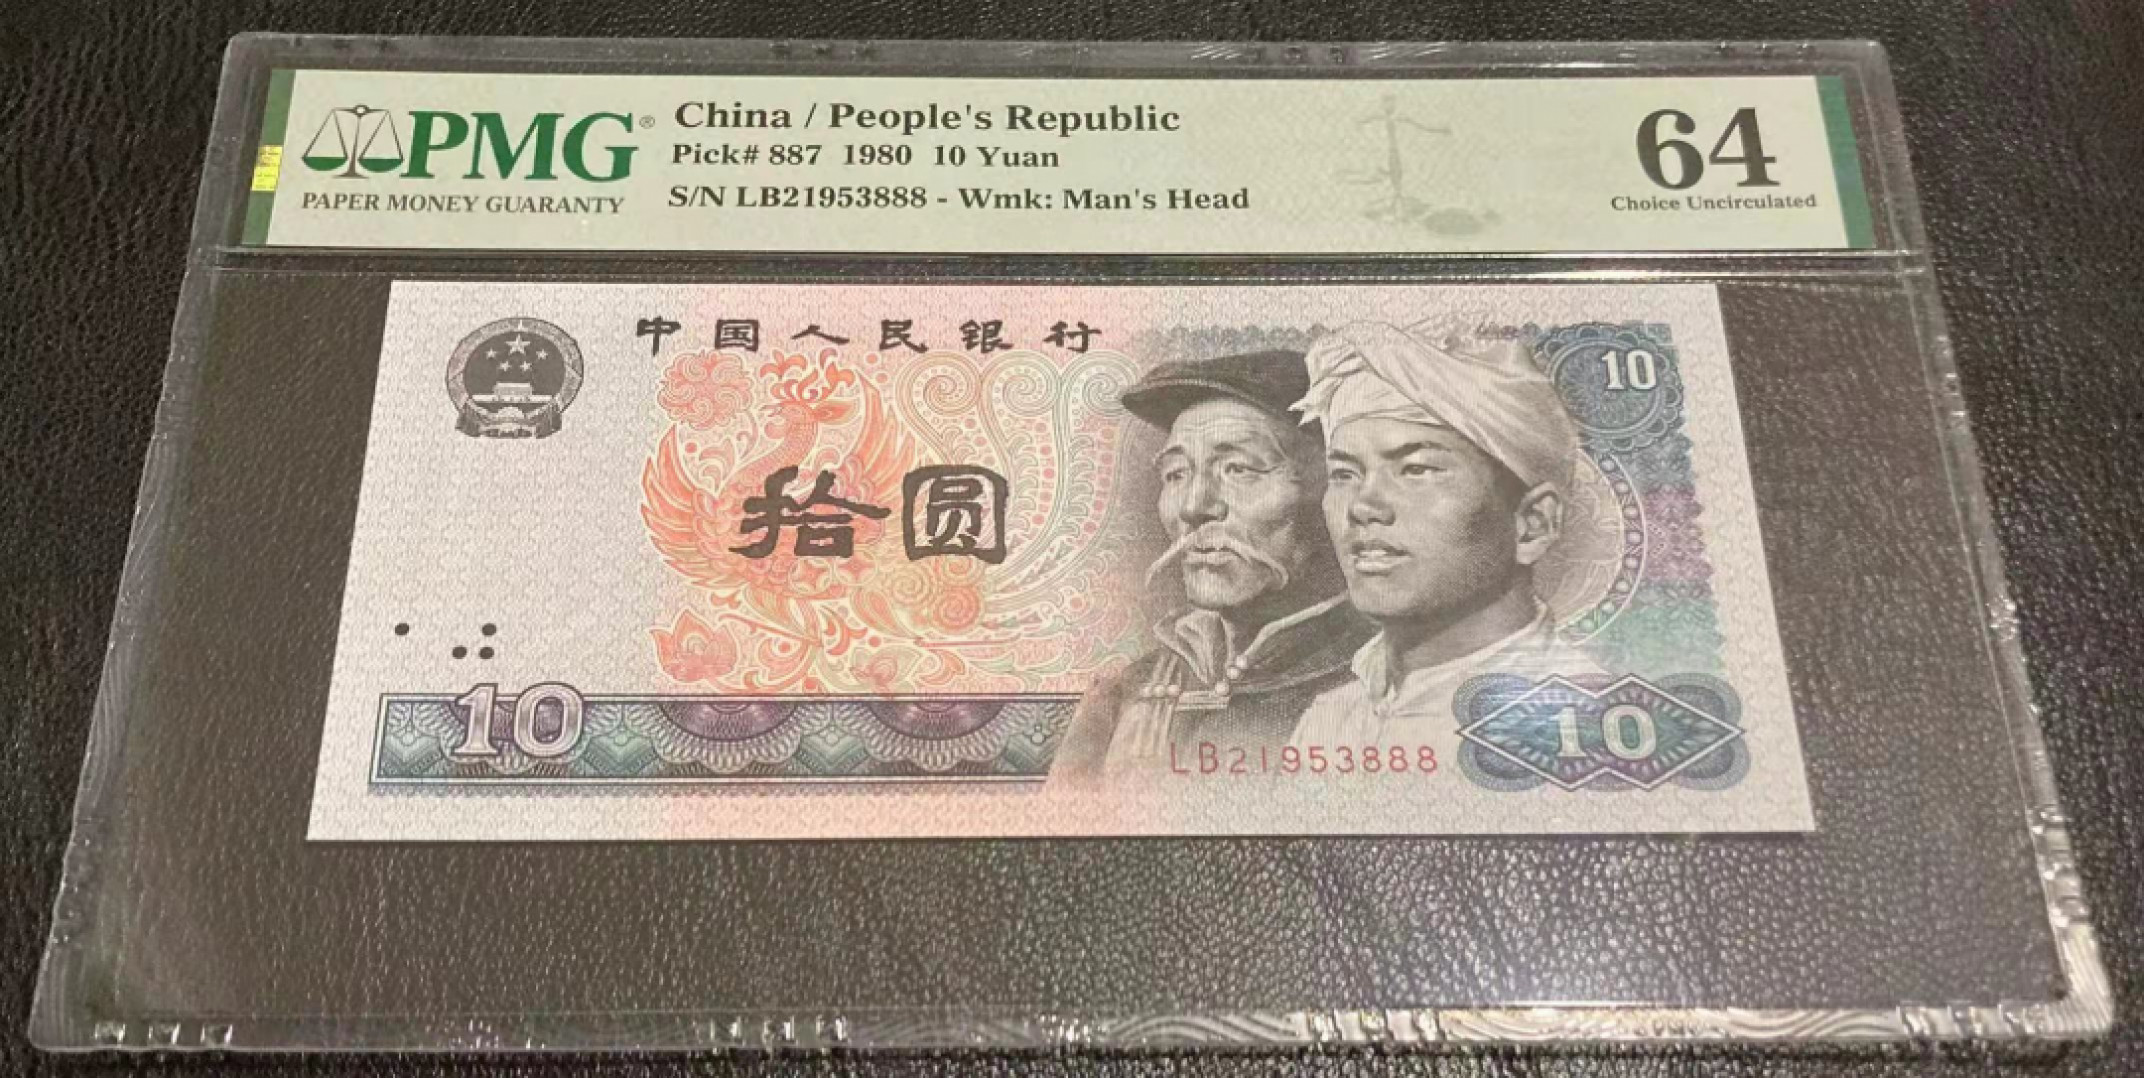 PMG®
PAPER MONEY GUARANTY
China / People's Republic
Pick# 887 1980 10 Yuan
S/N LB21953888 - Wmk: Man's Head
64
Choice Uncirculated
中国人民银行
10
拾圆
10
LB21953888
10